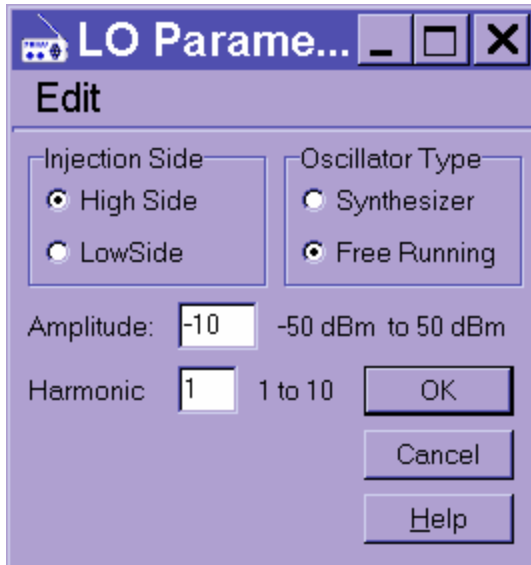 LO Parame...
Edit
Injection Side
High Side
LowSide
Oscillator Type
Synthesizer
Free Running
Amplitude: -10 -50 dBm to 50 dBm
Harmonic 1 1 to 10
OK
Cancel
Help